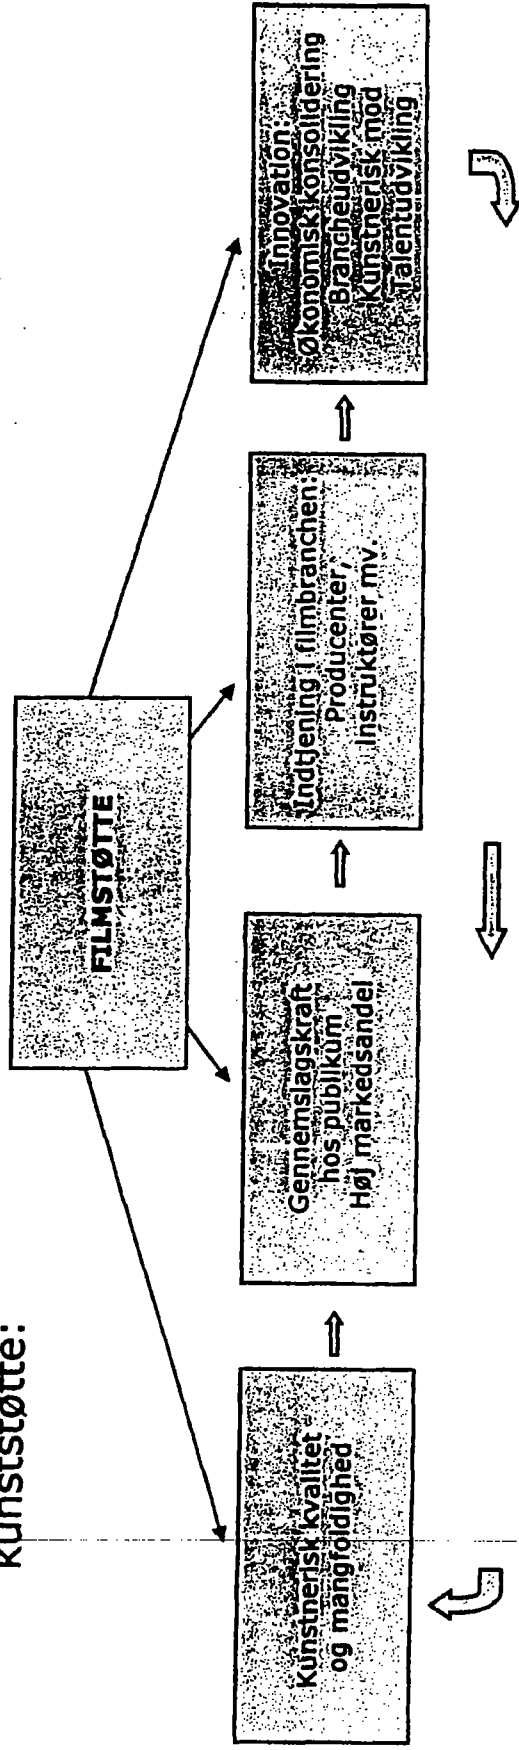 kunststøtte:
FILMSTØTTE
Kunstnerisk kvalitet
og mangfoldighed
Gennemslagskraft
hos publikum
Høj markedsandel
Indtjening i filmbranchen:
Producenter,
Instruktører mv.
Innovation:
Økonomisk konsolidering
Brancheudvikling
Kunstnerisk mod
Talentudvikling